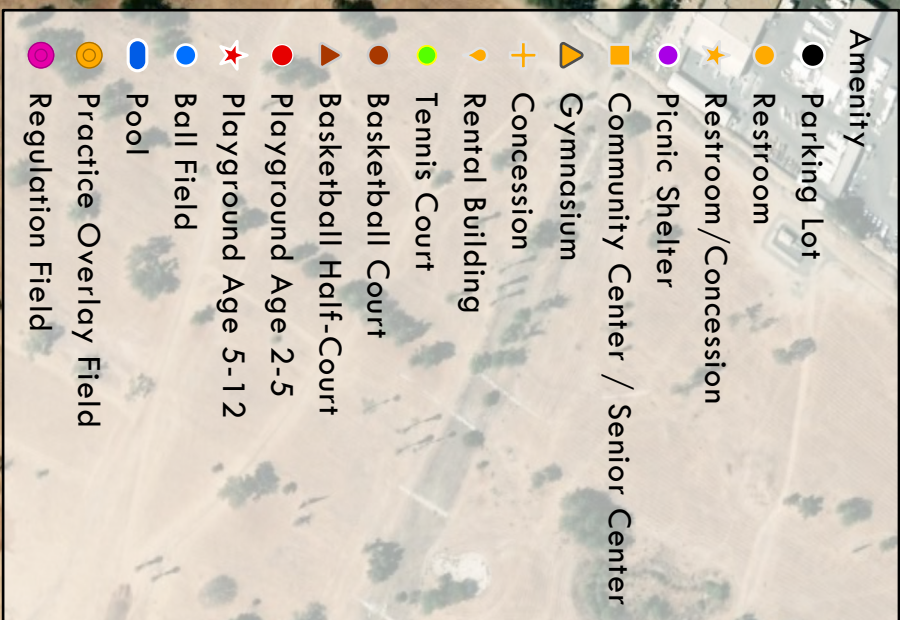 Amenity
Parking Lot
Restroom
Restroom/Concession
Picnic Shelter
Community Center / Senior Center
Gymnasium
Concession
Rental Building
Tennis Court
Basketball Court
Basketball Half-Court
Playground Age 2-5
Playground Age 5-12
Ball Field
Pool
Practice Overlay Field
Regulation Field